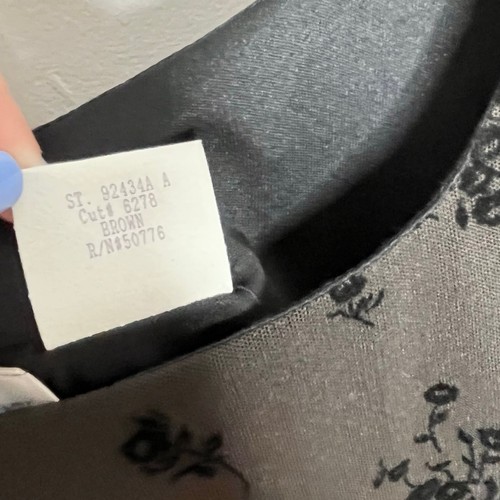 ST. 92434A A
Cut# 6278
BROWN
R/N#50776